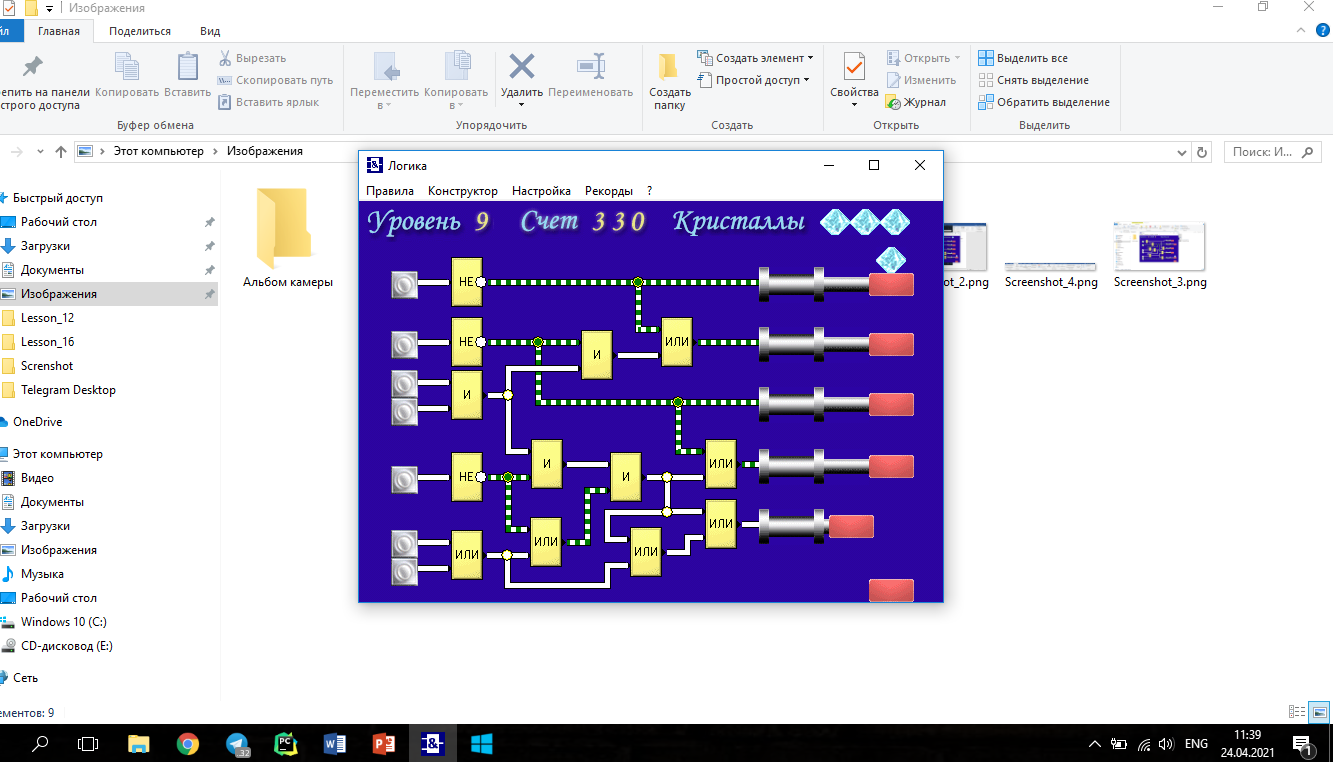 Изображения
йл Главная Поделиться Вид
репить на панели
строго доступа
Копировать
Вставить
Вырезать
Скопировать путь
Вставить ярлык
Буфер обмена
Переместить
в
Копировать
в
Удалить
Переименовать
Упорядочить
Создать
папку
Создать элемент
Простой доступ
Создать
Свойства
Открыть
Изменить
Журнал
Открыть
Выделить все
Снять выделение
Обратить выделение
Выделить
Этот компьютер > Изображения
Поиск: И...
Быстрый доступ
Рабочий стол
Загрузки
Документы
Изображения
Lesson_12
Lesson_16
Screnshot
Telegram Desktop
OneDrive
Этот компьютер
Видео
Документы
Загрузки
Изображения
Музыка
Рабочий стол
Windows 10 (C:)
CD-дисковод (E:)
Сеть
ементов: 9
Альбом камеры
ot_2.png
Screenshot_4.png
Screenshot_3.png
& Логика
Правила Конструктор Настройка Рекорды ?
Уровень 9 Счет 330 Кристаллы
НЕ
НЕ
И
ИЛИ
И
НЕ
И
И
ИЛИ
ИЛИ
ИЛИ
ИЛИ
ИЛИ
32
PC
W
P
&
ENG
11:39
24.04.2021
1